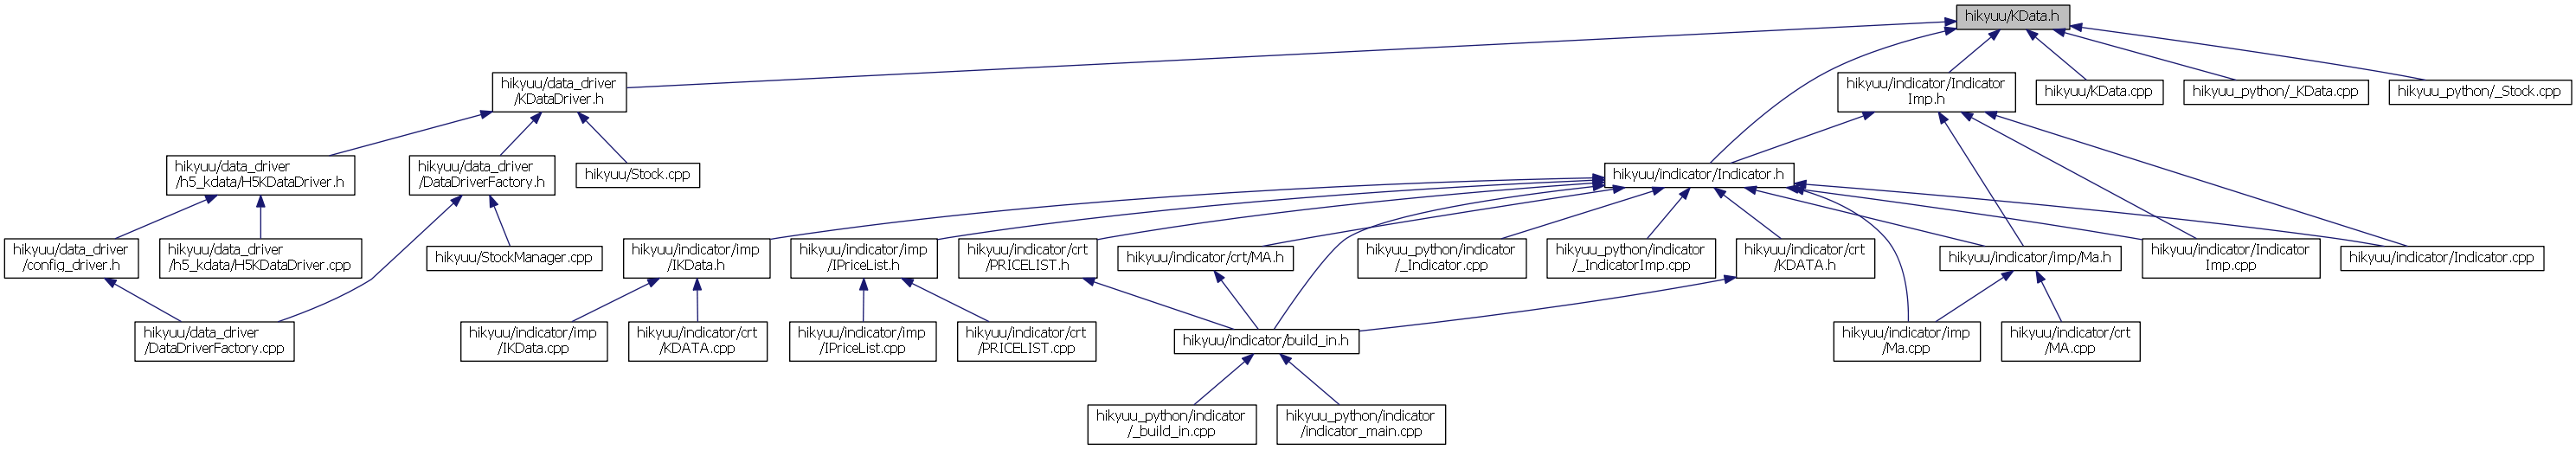 hikyuu/KData.h
hikyuu/data_driver
/KDataDriver.h
hikyuu/indicator/Indicator
Imp.h
hikyuu/KData.cpp
hikyuu_python/_KData.cpp
hikyuu_python/_Stock.cpp
hikyuu/data_driver
/h5_kdata/H5KDataDriver.h
hikyuu/data_driver
/DataDriverFactory.h
hikyuu/Stock.cpp
hikyuu/indicator/Indicator.h
hikyuu/data_driver
/config_driver.h
hikyuu/data_driver
/h5_kdata/H5KDataDriver.cpp
hikyuu/StockManager.cpp
hikyuu/indicator/imp
/IKData.h
hikyuu/indicator/imp
/IPriceList.h
hikyuu/indicator/crt
/PRICELIST.h
hikyuu/indicator/crt/MA.h
hikyuu_python/indicator
/_Indicator.cpp
hikyuu_python/indicator
/_IndicatorImp.cpp
hikyuu/indicator/crt
/KDATA.h
hikyuu/indicator/imp/Ma.h
hikyuu/indicator/Indicator
Imp.cpp
hikyuu/indicator/Indicator.cpp
hikyuu/data_driver
/DataDriverFactory.cpp
hikyuu/indicator/imp
/IKData.cpp
hikyuu/indicator/crt
/KDATA.cpp
hikyuu/indicator/imp
/IPriceList.cpp
hikyuu/indicator/crt
/PRICELIST.cpp
hikyuu/indicator/build_in.h
hikyuu/indicator/imp
/Ma.cpp
hikyuu/indicator/crt
/MA.cpp
hikyuu_python/indicator
/_build_in.cpp
hikyuu_python/indicator
/indicator_main.cpp